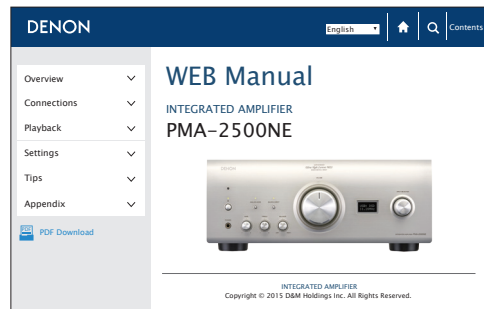 DENON
English
Contents
Overview
Connections
Playback
Settings
Tips
Appendix
PDF Download
WEB Manual
INTEGRATED AMPLIFIER
PMA-2500NE
DENON
INTEGRATED AMPLIFIER
Copyright © 2015 D&M Holdings Inc. All Rights Reserved.